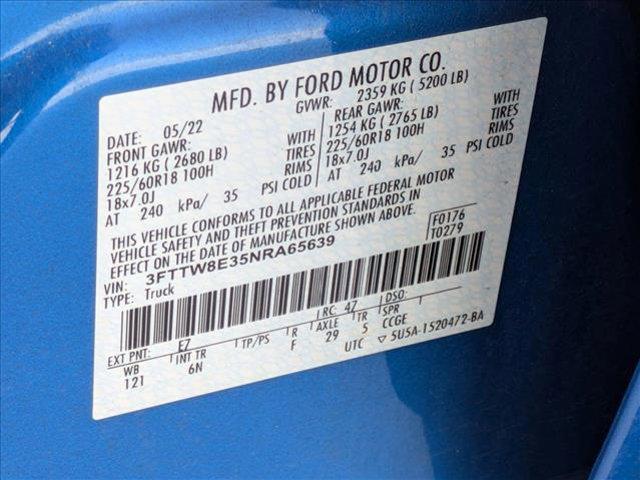 MFD. BY FORD MOTOR CO.
DATE: 05/22 GVWR: 2359 KG ( 5200 LB)
FRONT GAWR: REAR GAWR:
1216 KG ( 2680 LB) WITH 1254 KG ( 2765 LB) WITH
225/60R18 100H TIRES 225/60R18 100H TIRES
18x7.0J RIMS 18x7.0J RIMS
AT 240 kPa/ 35 PSI COLD AT 240 kPa/ 35 PSI COLD
THIS VEHICLE CONFORMS TO ALL APPLICABLE FEDERAL MOTOR
VEHICLE SAFETY AND THEFT PREVENTION STANDARDS IN
EFFECT ON THE DATE OF MANUFACTURE SHOWN ABOVE.
F0176
T0279
VIN: 3FTTW8E35NRA65639
TYPE: Truck
EXT PNT: EZ RC: 47 DSO:
WB INT TR TP/PS R AXLE TR SPR
121 6N F 29 5 CCGE
UTC ▽ 5U5A-1520472-BA